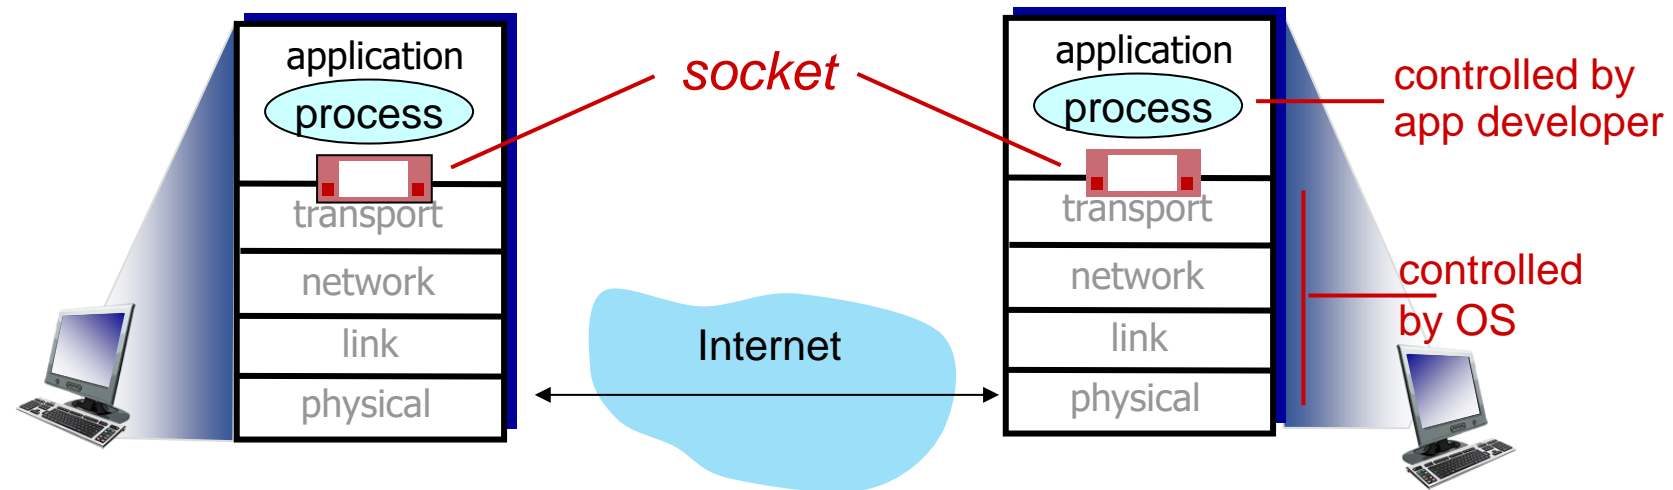 application
process
transport
network
link
physical
socket
Internet
application
process
transport
network
link
physical
controlled by
app developer
controlled
by OS